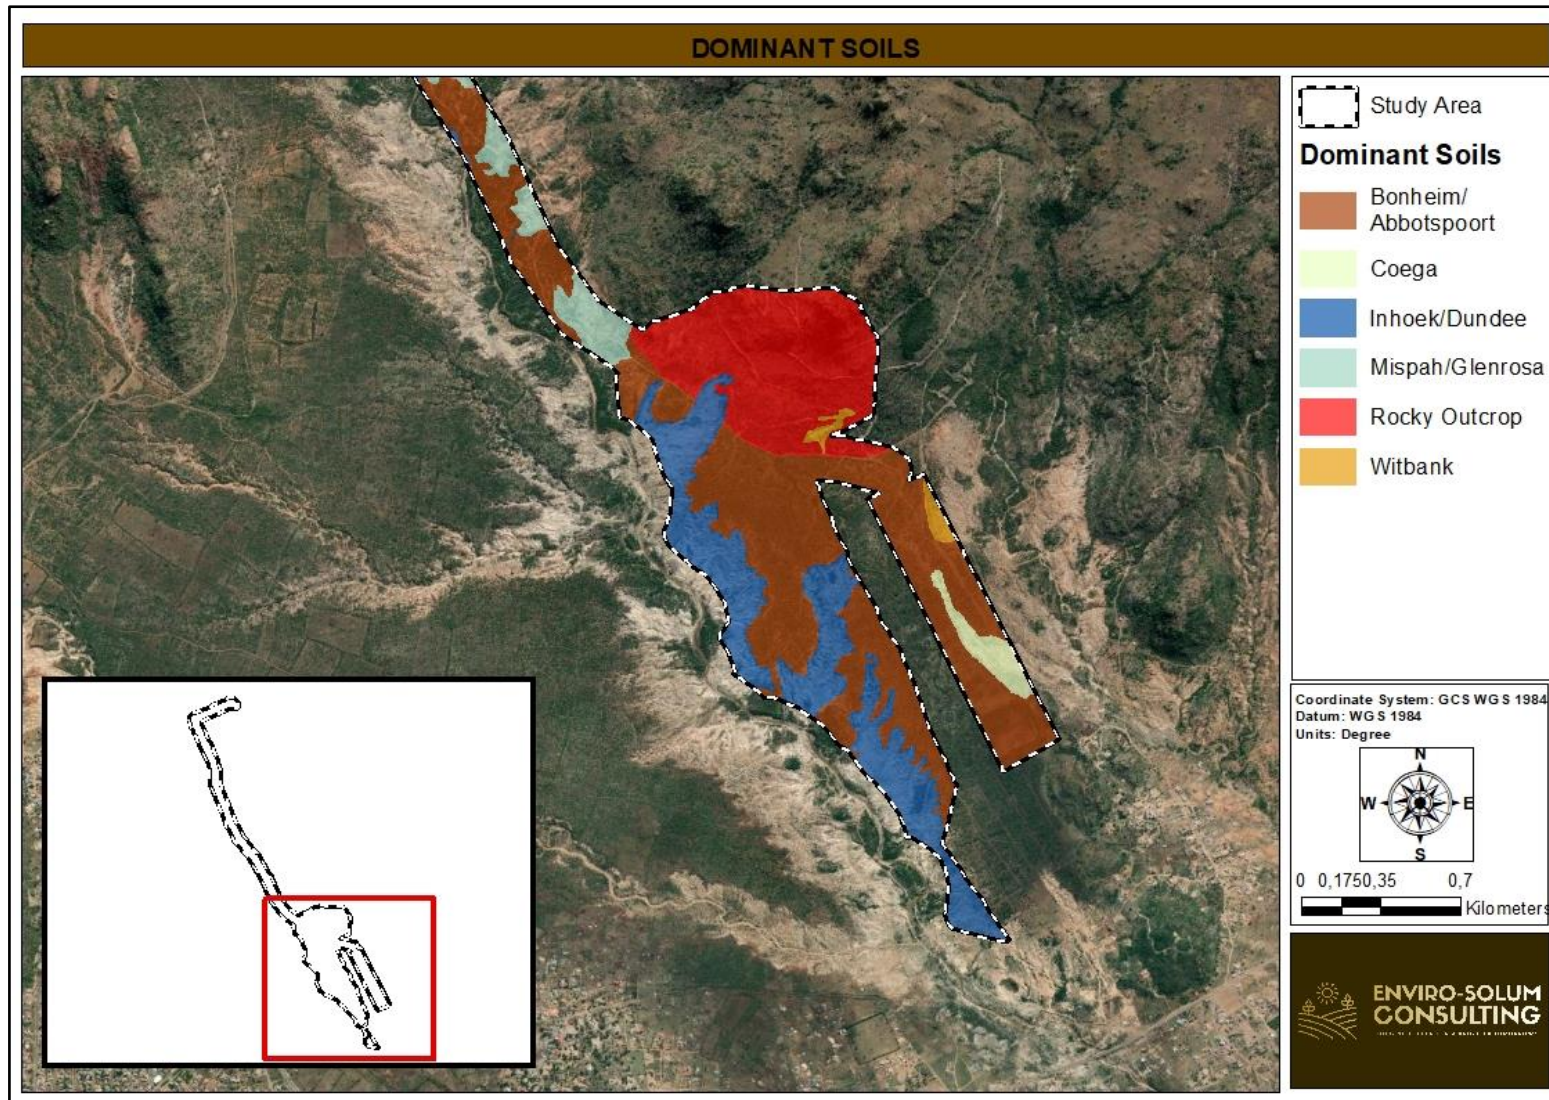 DOMINANT SOILS
Study Area
Dominant Soils
Bonheim/
Abbotspoort
Coega
Inhoek/Dundee
Mispah/Glenrosa
Rocky Outcrop
Witbank
Coordinate System: GCS WGS 1984
Datum: WGS 1984
Units: Degree
N
W E
S
0 0,1750,35 0,7
Kilometers
ENVIRO-SOLUM
CONSULTING